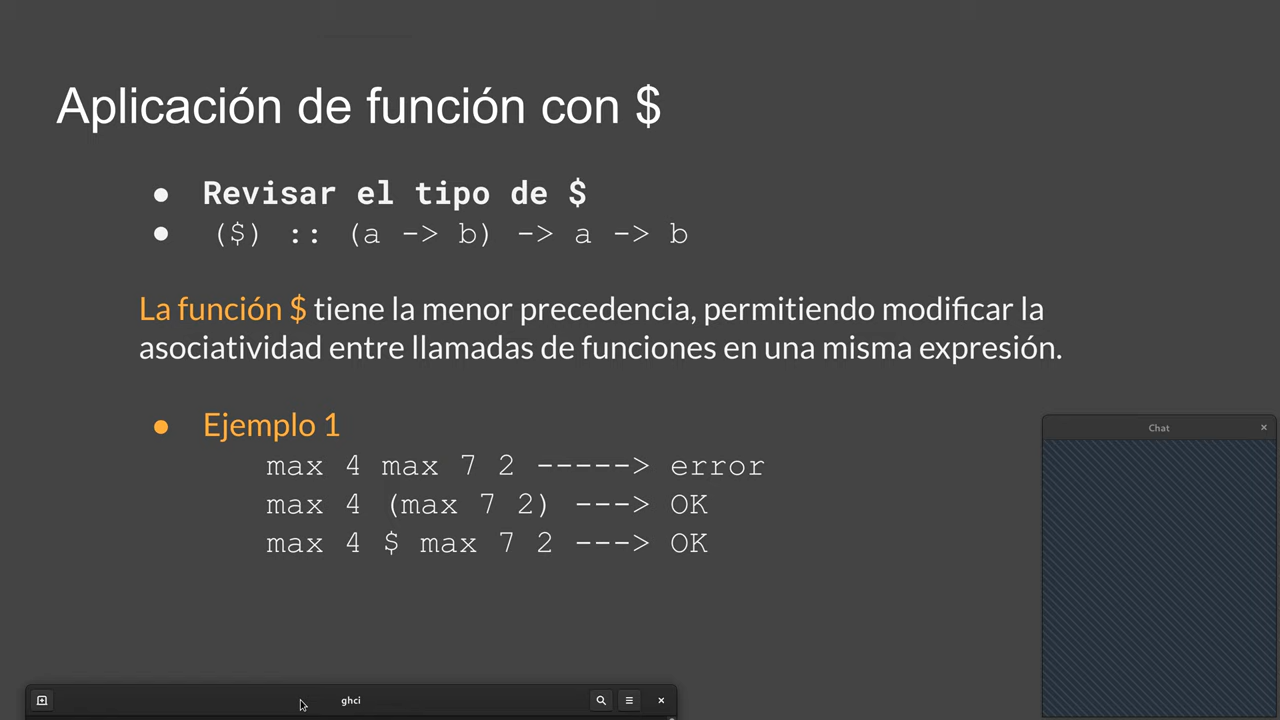 Aplicación de función con $
● Revisar el tipo de $
● ($) :: (a -> b) -> a -> b
La función $ tiene la menor precedencia, permitiendo modificar la
asociatividad entre llamadas de funciones en una misma expresión.
● Ejemplo 1
max 4 max 7 2 -----> error
max 4 (max 7 2) ---> OK
max 4 $ max 7 2 ---> OK
Chat
ghci